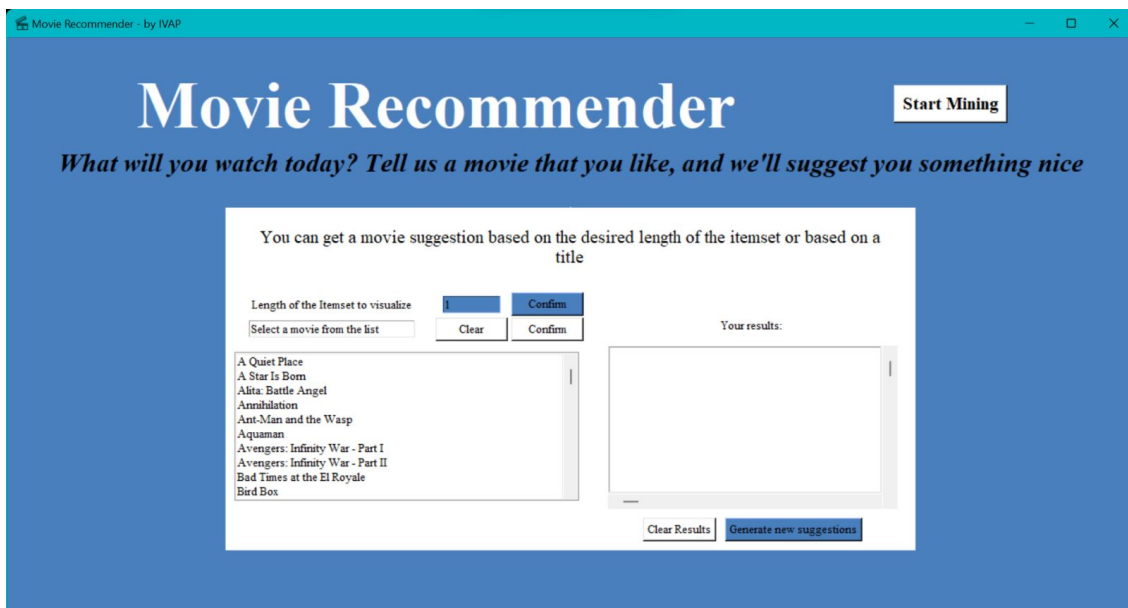 Movie Recommender - by IVAP
Movie Recommender
Start Mining
What will you watch today? Tell us a movie that you like, and we'll suggest you something nice
You can get a movie suggestion based on the desired length of the itemset or based on a
title
Length of the Itemset to visualize
1
Confirm
Select a movie from the list
Clear
Confirm
Your results:
A Quiet Place
A Star Is Born
Alita: Battle Angel
Annihilation
Ant-Man and the Wasp
Aquaman
Avengers: Infinity War - Part I
Avengers: Infinity War - Part II
Bad Times at the El Royale
Bird Box
Clear Results
Generate new suggestions